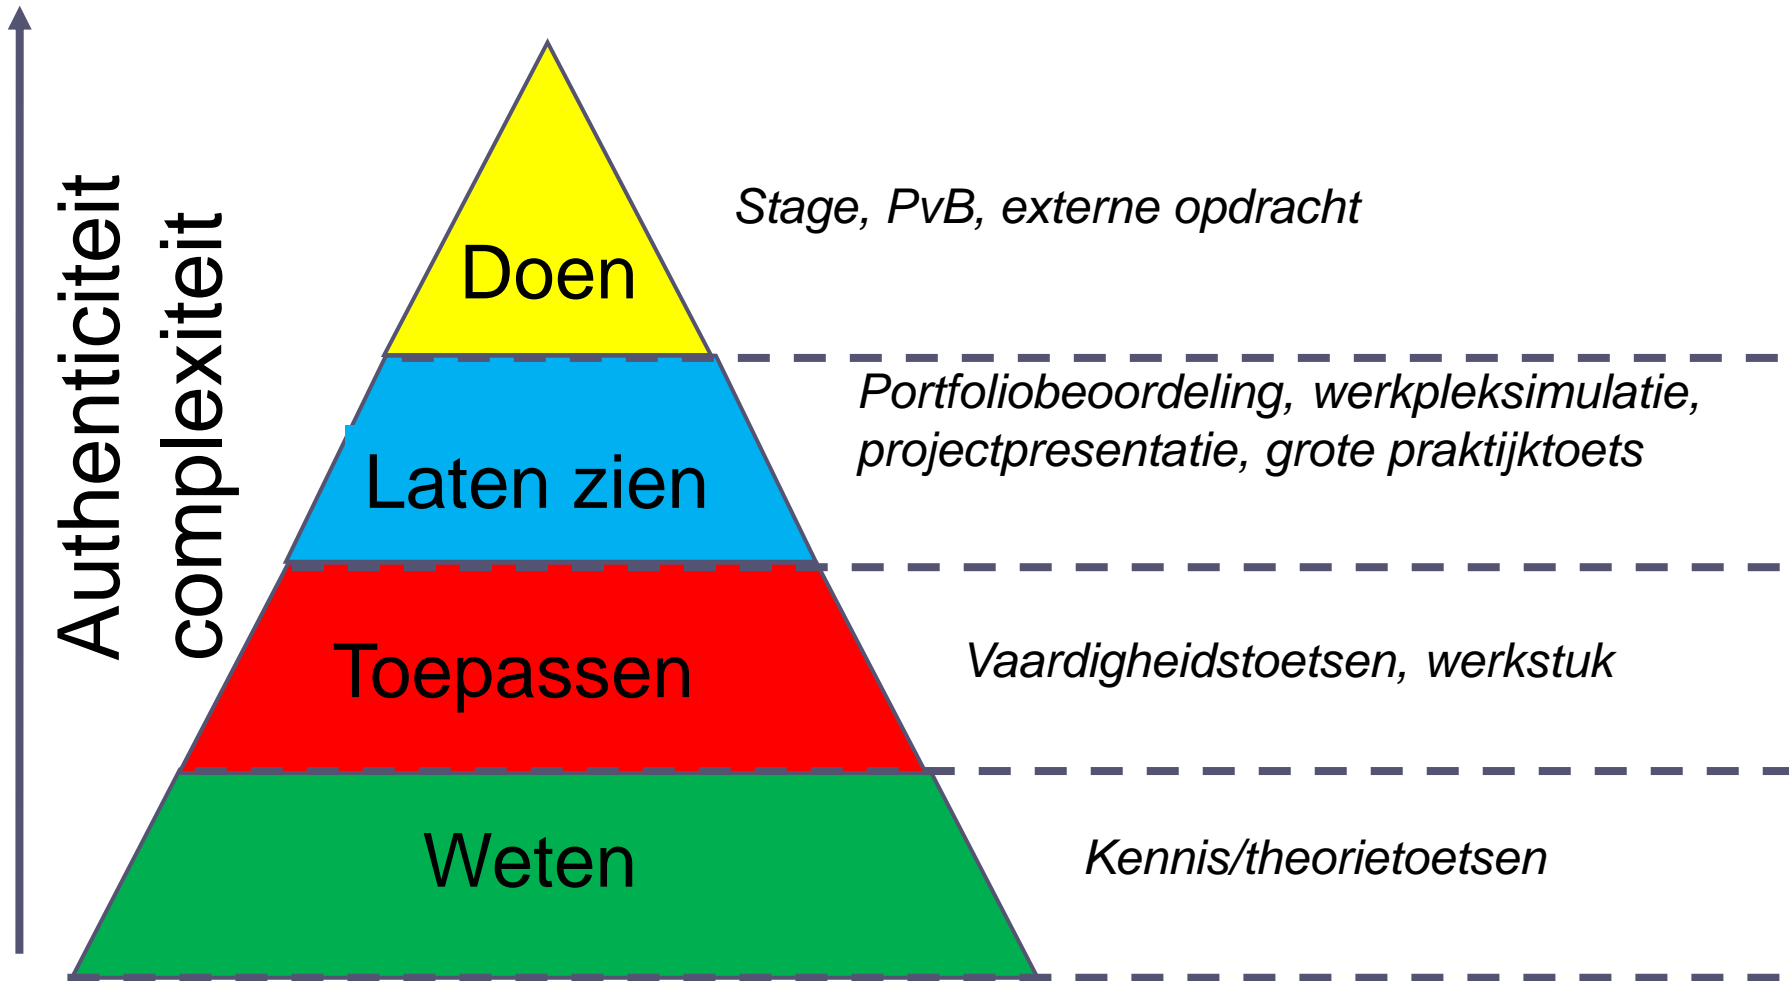 Authenticiteit
complexiteit
Doen
Stage, PvB, externe opdracht
Laten zien
Portfoliobeoordeling, werkpleksimulatie,
projectpresentatie, grote praktijktoets
Toepassen
Vaardigheidstoetsen, werkstuk
Weten
Kennis/theorietoetsen